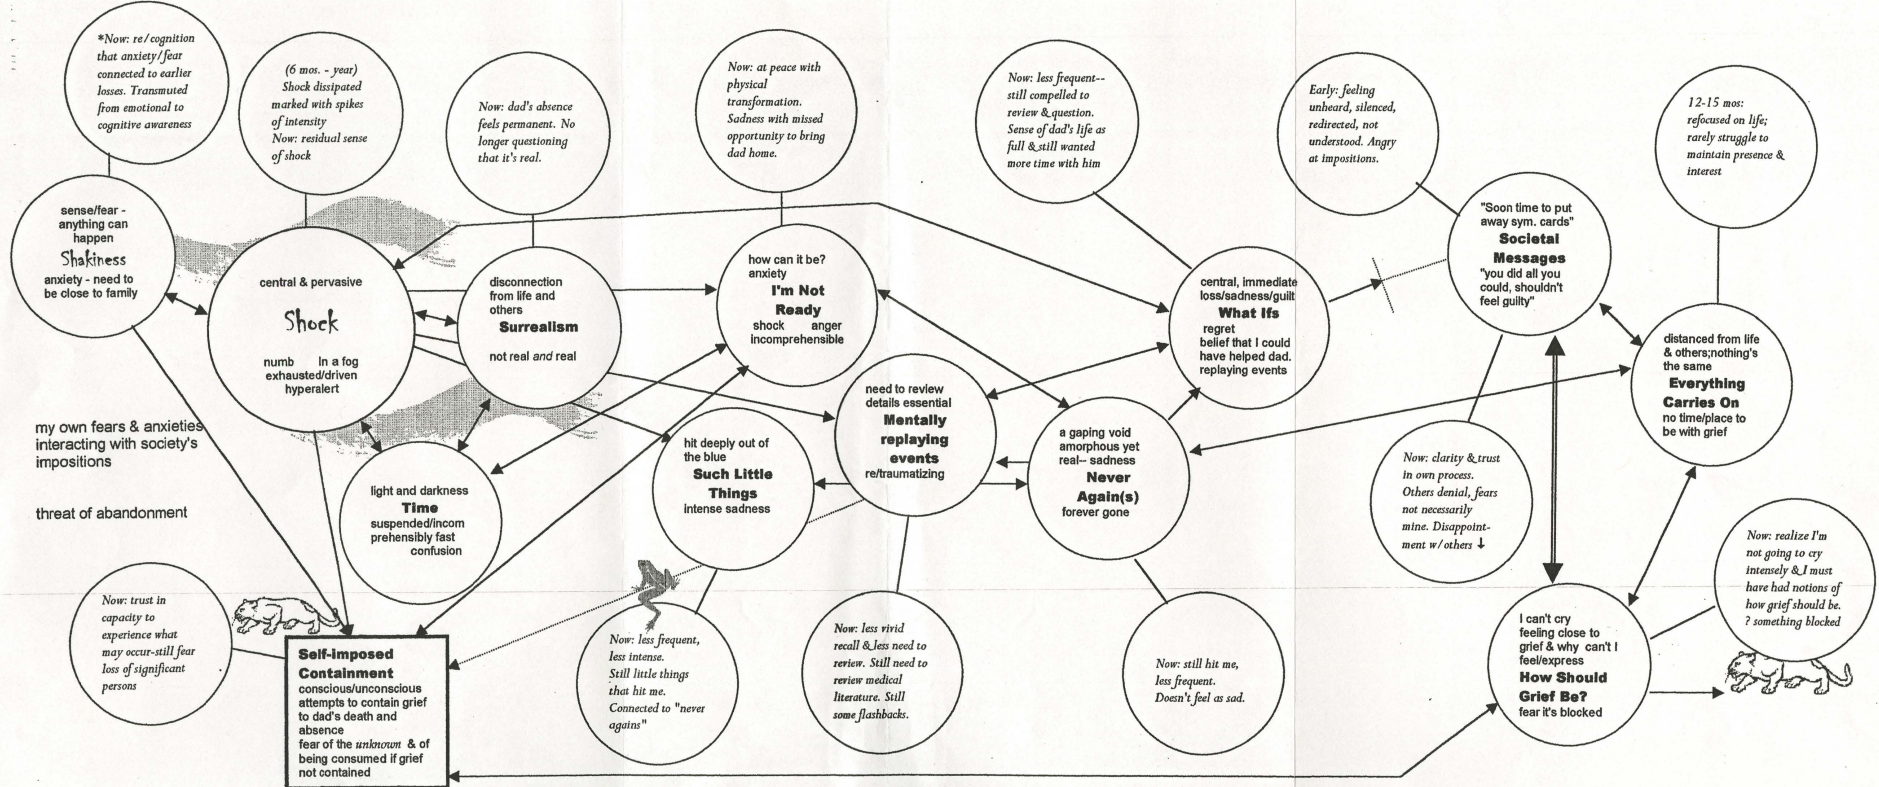 *Now: re/cognition
that anxiety/fear
connected to earlier
losses. Transmuted
from emotional to
cognitive awareness
(6 mos. - year)
Shock dissipated
marked with spikes
of intensity
Now: residual sense
of shock
Now: dad's absence
feels permanent. No
longer questioning
that it's real.
Now: at peace with
physical
transformation.
Sadness with missed
opportunity to bring
dad home.
Now: less frequent--
still compelled to
review & question.
Sense of dad's life as
full & still wanted
more time with him
Early: feeling
unheard, silenced,
redirected, not
understood. Angry
at impositions.
12-15 mos:
refocused on life;
rarely struggle to
maintain presence &
interest
sense/fear -
anything can
happen
Shakiness
anxiety - need to
be close to family
central & pervasive
Shock
numb In a fog
exhausted/driven
hyperalert
disconnection
from life and
others
Surrealism
not real and real
how can it be?
anxiety
I'm Not
Ready
shock anger
incomprehensible
central, immediate
loss/sadness/guilt
What Ifs
regret
belief that I could
have helped dad.
replaying events
"Soon time to put
away sym. cards"
Societal
Messages
"you did all you
could, shouldn't
feel guilty"
distanced from life
& others;nothing's
the same
Everything
Carries On
no time/place to
be with grief
need to review
details essential
Mentally
replaying
events
re/traumatizing
my own fears & anxieties
interacting with society's
impositions
threat of abandonment
light and darkness
Time
suspended/incom
prehensibly fast
confusion
hit deeply out of
the blue
Such Little
Things
intense sadness
a gaping void
amorphous yet
real-- sadness
Never
Again(s)
forever gone
Now: clarity & trust
in own process.
Others denial, fears
not necessarily
mine. Disappoint-
ment w/others ↓
Now: realize I'm
not going to cry
intensely & I must
have had notions of
how grief should be.
? something blocked
Now: trust in
capacity to
experience what
may occur-still fear
loss of significant
persons
Self-imposed
Containment
conscious/unconscious
attempts to contain grief
to dad's death and
absence
fear of the unknown & of
being consumed if grief
not contained
Now: less frequent,
less intense.
Still little things
that hit me.
Connected to "never
agains"
Now: less vivid
recall & less need to
review. Still need to
review medical
literature. Still
some flashbacks.
Now: still hit me,
less frequent.
Doesn't feel as sad.
I can't cry
feeling close to
grief & why can't I
feel/express
How Should
Grief Be?
fear it's blocked